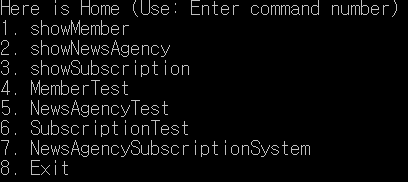 Here is Home (Use: Enter command number)
1. showMember
2. showNewsAgency
3. showSubscription
4. MemberTest
5. NewsAgencyTest
6. SubscriptionTest
7. NewsAgencySubscriptionSystem
8. Exit